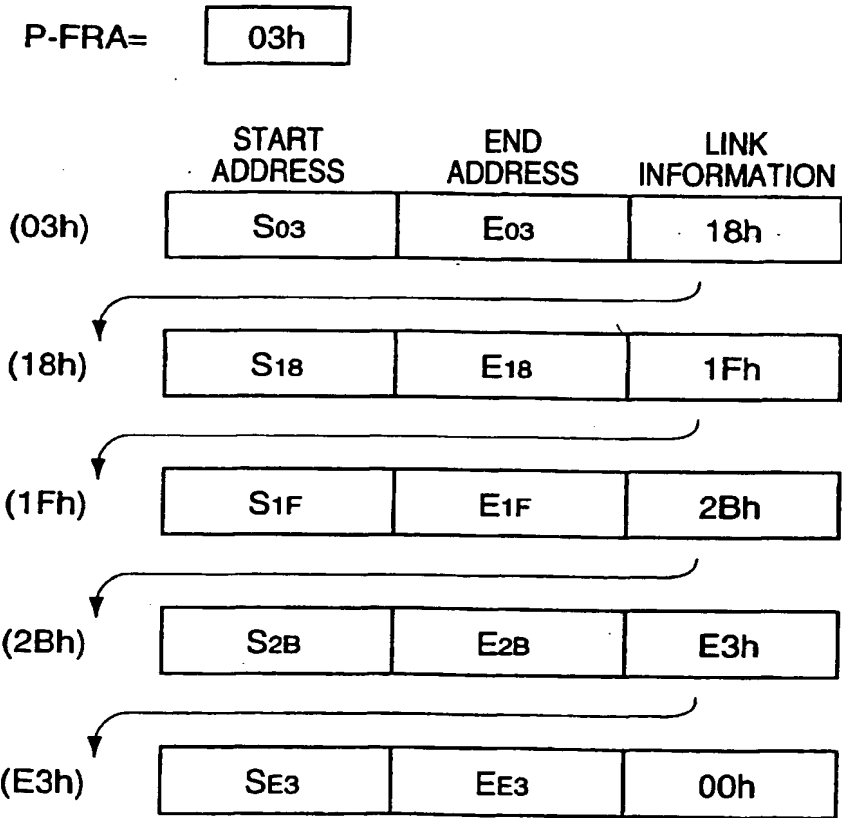 P-FRA= 03h
START ADDRESS END ADDRESS LINK INFORMATION
(03h) S03 E03 18h
(18h) S18 E18 1Fh
(1Fh) S1F E1F 2Bh
(2Bh) S2B E2B E3h
(E3h) SE3 EE3 00h